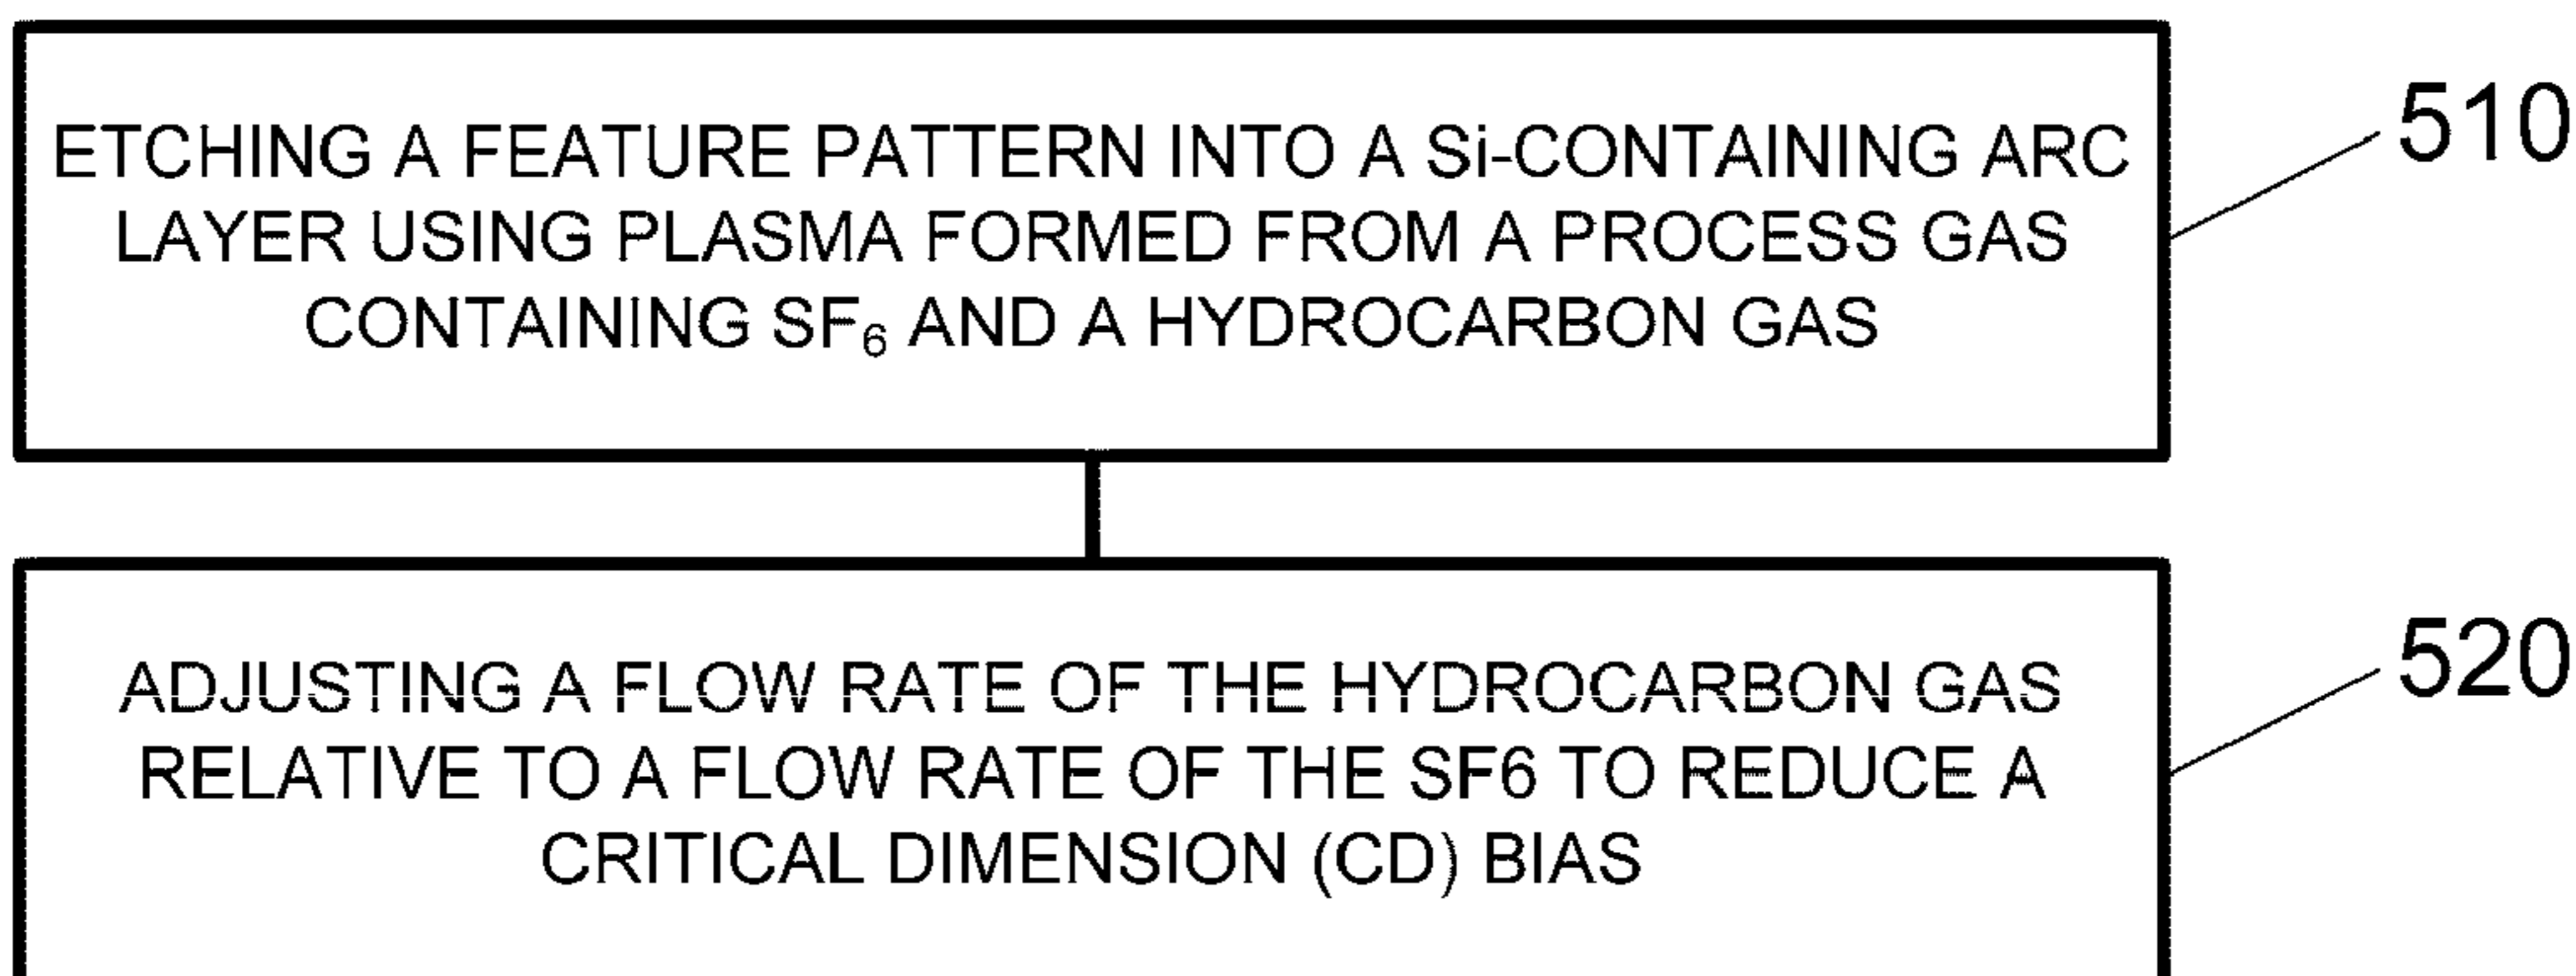 ETCHING A FEATURE PATTERN INTO A Si-CONTAINING ARC
LAYER USING PLASMA FORMED FROM A PROCESS GAS
CONTAINING SF₆ AND A HYDROCARBON GAS
510
ADJUSTING A FLOW RATE OF THE HYDROCARBON GAS
RELATIVE TO A FLOW RATE OF THE SF6 TO REDUCE A
CRITICAL DIMENSION (CD) BIAS
520